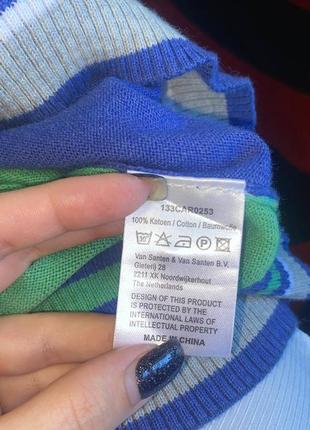 133CAR0253
100% Katoen / Cotton / Baumwolle
Van Santen & Van Santen B.V.
Gieterij 28
2211 XK Noordwijkerhout
The Netherlands
DESIGN OF THIS PRODUCT
IS PROTECTED BY THE
INTERNATIONAL LAWS OF
INTELLECTUAL PROPERTY
MADE IN CHINA